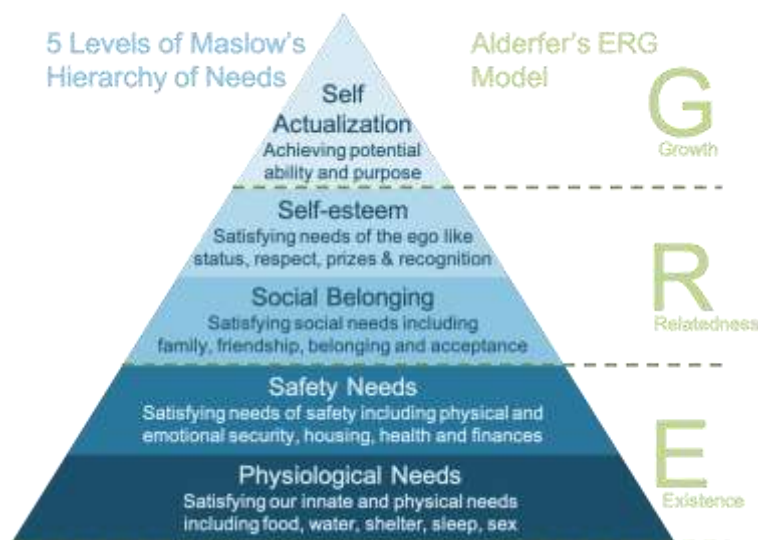 5 Levels of Maslow's
Hierarchy of Needs
Alderfer's ERG
Model
Self
Actualization
Achieving potential
ability and purpose
G
Growth
Self-esteem
Satisfying needs of the ego like
status, respect, prizes & recognition
Social Belonging
Satisfying social needs including
family, friendship, belonging and acceptance
R
Relatedness
Safety Needs
Satisfying needs of safety including physical and
emotional security, housing, health and finances
Physiological Needs
Satisfying our innate and physical needs
including food, water, shelter, sleep, sex
E
Existence